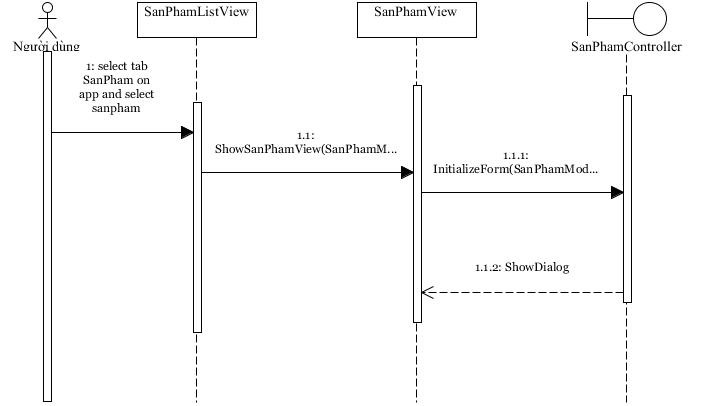 SanPhamListView
SanPhamView
Người dùng
SanPhamController
1: select tab
SanPham on
app and select
sanpham
1.1:
ShowSanPhamView(SanPhamM...
1.1.1:
InitializeForm(SanPhamMod...
1.1.2: ShowDialog